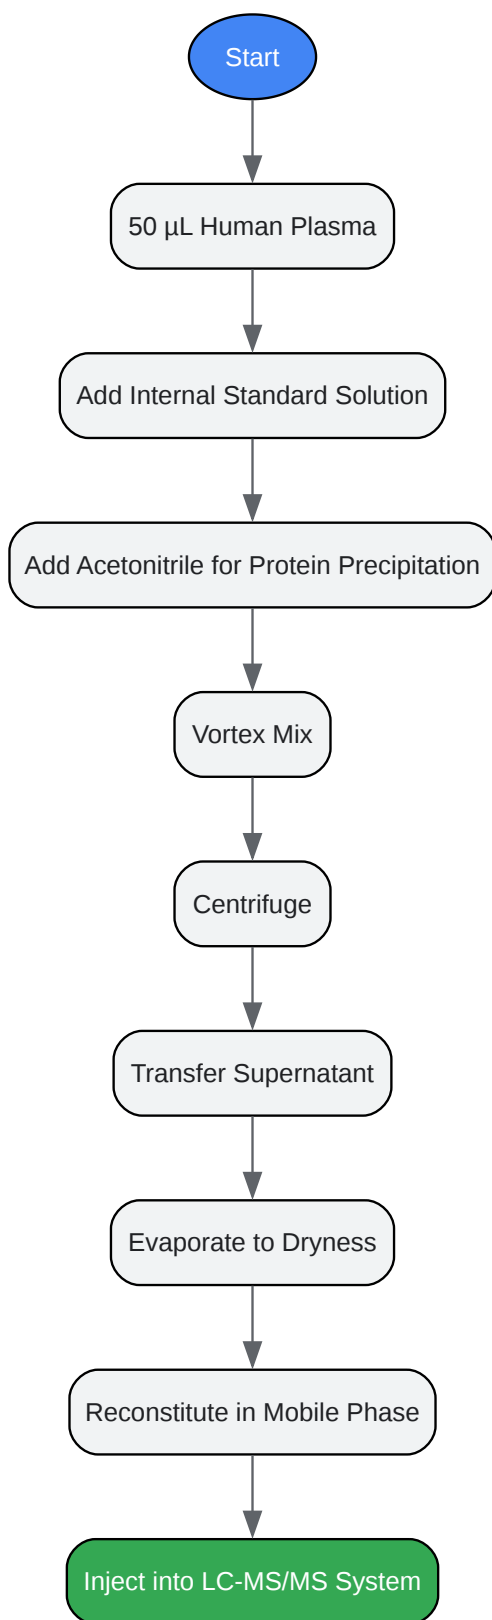 Start
50 µL Human Plasma
Add Internal Standard Solution
Add Acetonitrile for Protein Precipitation
Vortex Mix
Centrifuge
Transfer Supernatant
Evaporate to Dryness
Reconstitute in Mobile Phase
Inject into LC-MS/MS System